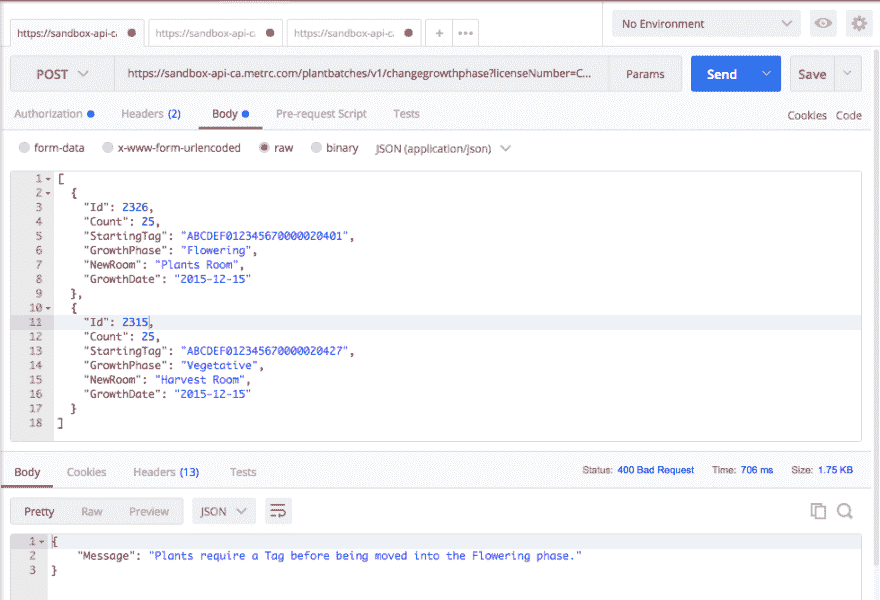 https://sandbox-api-ca https://sandbox-api-c https://sandbox-api-c + ••• No Environment
POST https://sandbox-api-ca.metrc.com/plantbatches/v1/changegrowthphase?licenseNumber=C... Params Send Save
Authorization Headers (2) Body Pre-request Script Tests Cookies Code
form-data x-www-form-urlencoded raw binary JSON (application/json)
1 [
2 {
3 "Id": 2326,
4 "Count": 25,
5 "StartingTag": "ABCDEF012345670000020401",
6 "GrowthPhase": "Flowering",
7 "NewRoom": "Plants Room",
8 "GrowthDate": "2015-12-15"
9 },
10 {
11 "Id": 2315,
12 "Count": 25,
13 "StartingTag": "ABCDEF012345670000020427",
14 "GrowthPhase": "Vegetative",
15 "NewRoom": "Harvest Room",
16 "GrowthDate": "2015-12-15"
17 }
18 ]
Body Cookies Headers (13) Tests Status: 400 Bad Request Time: 706 ms Size: 1.75 KB
Pretty Raw Preview JSON
1 {
2 "Message": "Plants require a Tag before being moved into the Flowering phase."
3 }